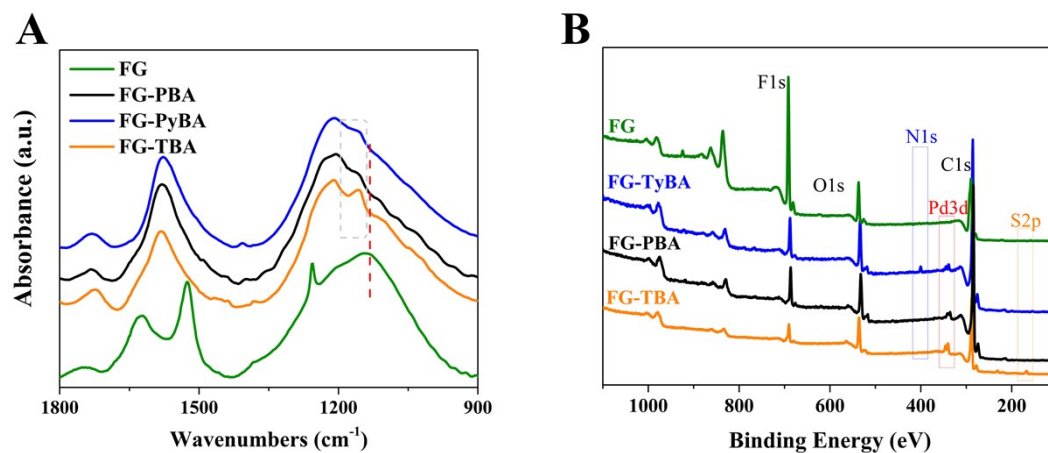 A
FG
FG-PBA
FG-PyBA
FG-TBA
Absorbance (a.u.)
1800
1500
1200
900
Wavenumbers (cm⁻¹)
B
F1s
FG
N1s
C1s
O1s
FG-TyBA
Pd3d
S2p
FG-PBA
FG-TBA
1000
800
600
400
200
Binding Energy (eV)